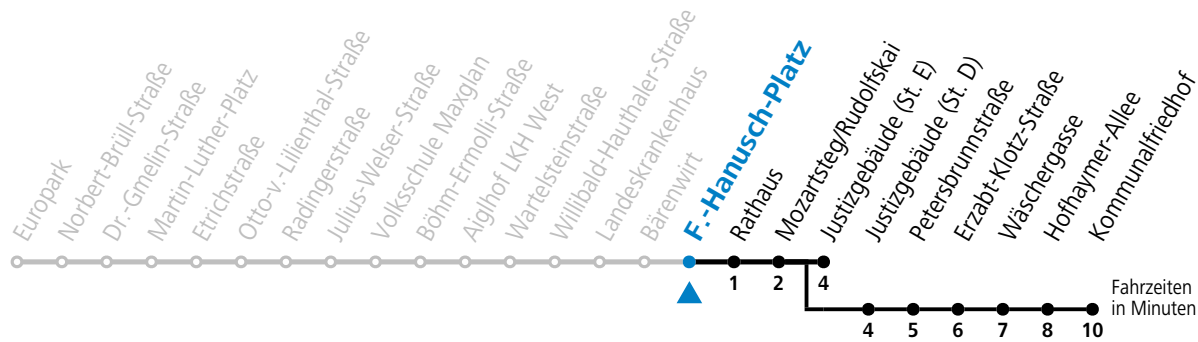 Europark
Norbert-Brüll-Straße
Dr.-Gmelin-Straße
Martin-Luther-Platz
Etrichstraße
Otto-v.-Lilienthal-Straße
Radingerstraße
Julius-Welser-Straße
Volksschule Maxglan
Böhm-Ermolli-Straße
Aiglhof LKH West
Wartelsteinstraße
Willibald-Hauthaler-Straße
Landeskrankenhaus
Bärenwirt
F.-Hanusch-Platz
Rathaus
Mozartsteg/Rudolfskai
Justizgebäude (St. E)
Justizgebäude (St. D)
Petersbrunnstraße
Erzabt-Klotz-Straße
Wäschergasse
Hofhaymer-Allee
Kommunalfriedhof
1 2 4
Fahrzeiten
in Minuten
4 5 6 7 8 10